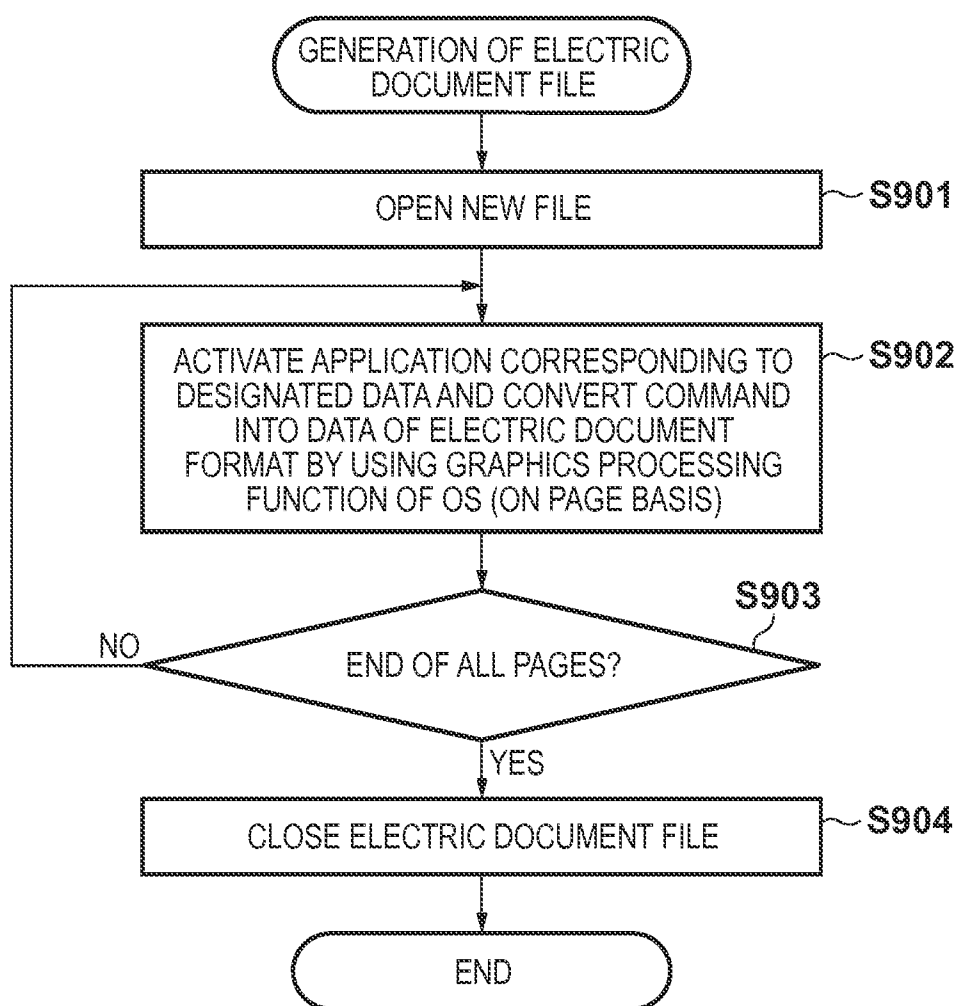 GENERATION OF ELECTRIC
DOCUMENT FILE
OPEN NEW FILE
S901
ACTIVATE APPLICATION CORRESPONDING TO
DESIGNATED DATA AND CONVERT COMMAND
INTO DATA OF ELECTRIC DOCUMENT
FORMAT BY USING GRAPHICS PROCESSING
FUNCTION OF OS (ON PAGE BASIS)
S902
S903
NO
END OF ALL PAGES?
YES
CLOSE ELECTRIC DOCUMENT FILE
S904
END